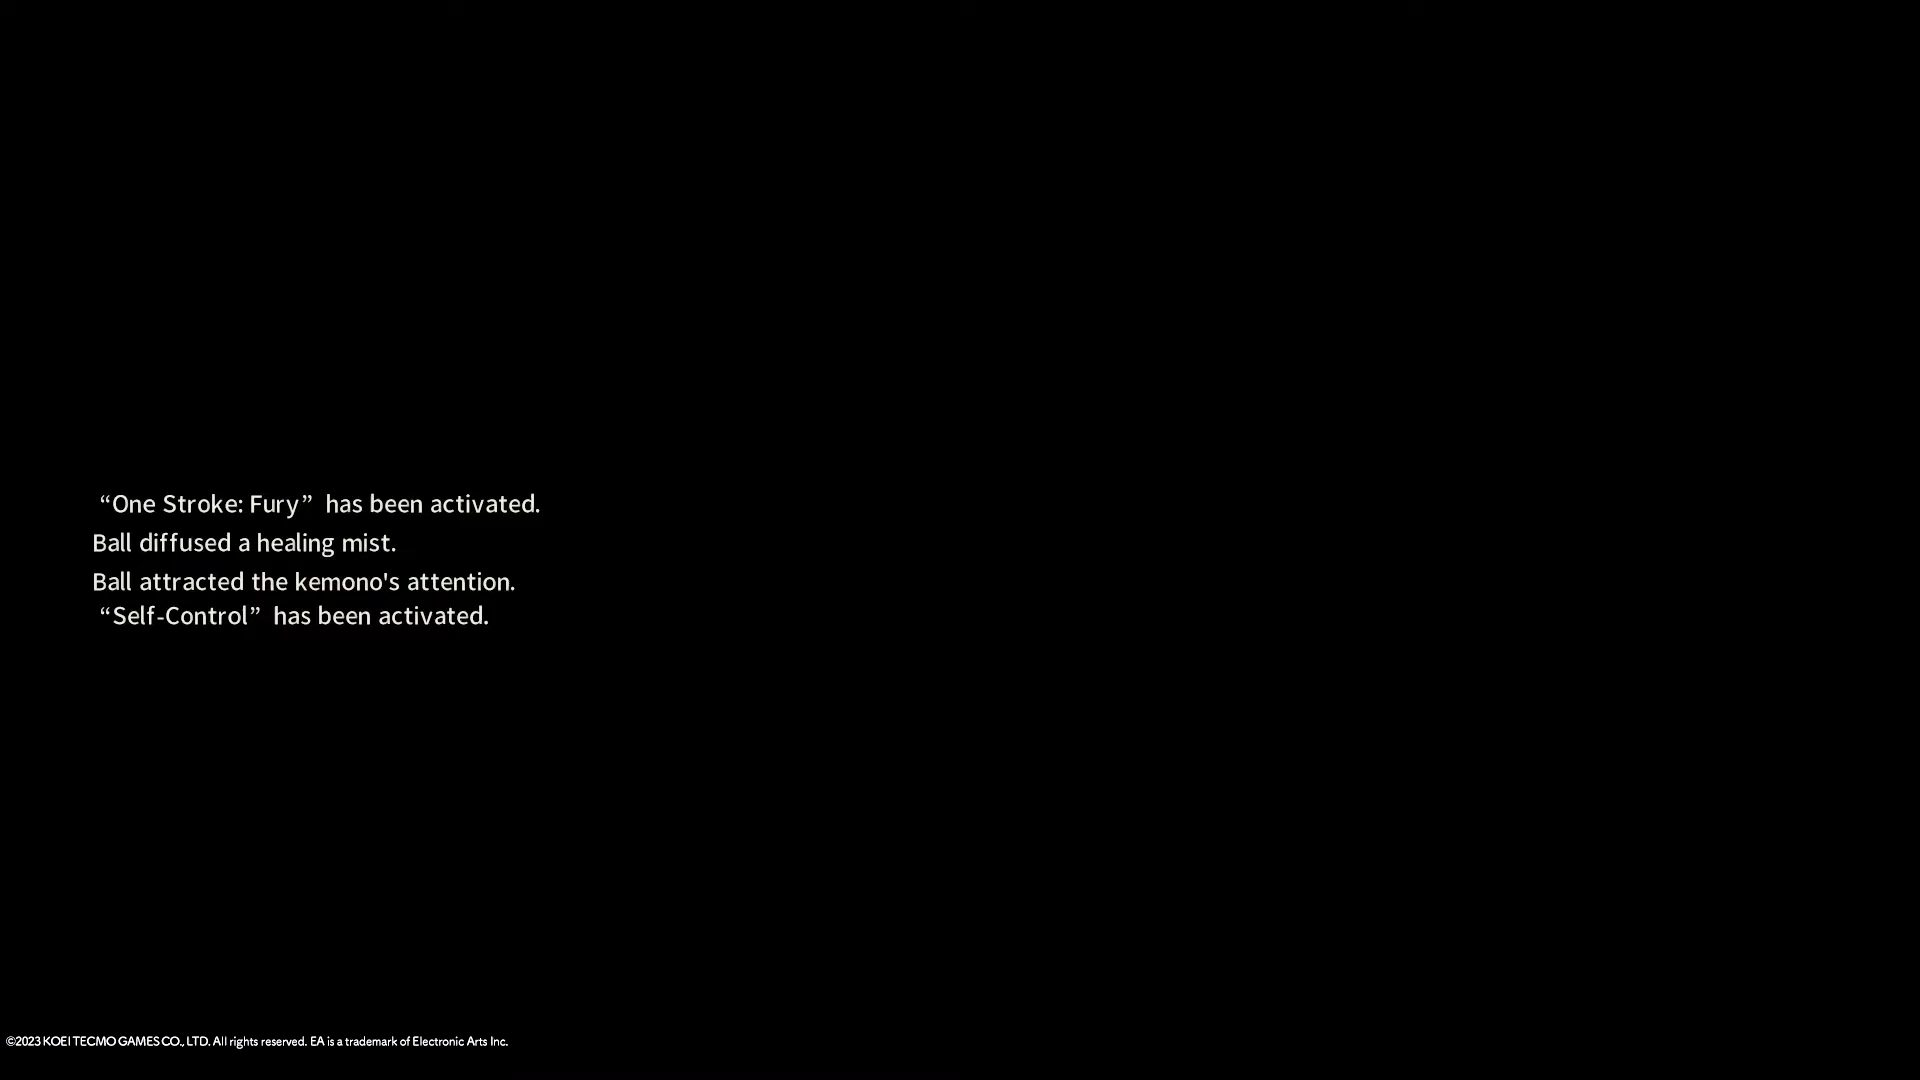 “One Stroke: Fury” has been activated.
Ball diffused a healing mist.
Ball attracted the kemono's attention.
“Self-Control” has been activated.
©2023 KOEI TECMO GAMES CO., LTD. All rights reserved. EA is a trademark of Electronic Arts Inc.